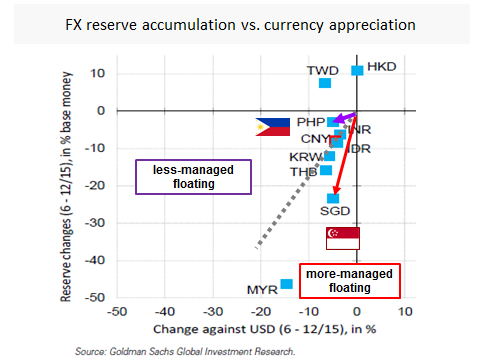 FX reserve accumulation vs. currency appreciation
Reserve changes (6 - 12/15), in % base money
10
0
-10
-20
-30
-40
-50
TWD
HKD
PHP
INR
CNY
IDR
KRW
THB
SGD
MYR
less-managed
floating
more-managed
floating
-50
-40
-30
-20
-10
0
10
Change against USD (6 - 12/15), in %
Source: Goldman Sachs Global Investment Research.